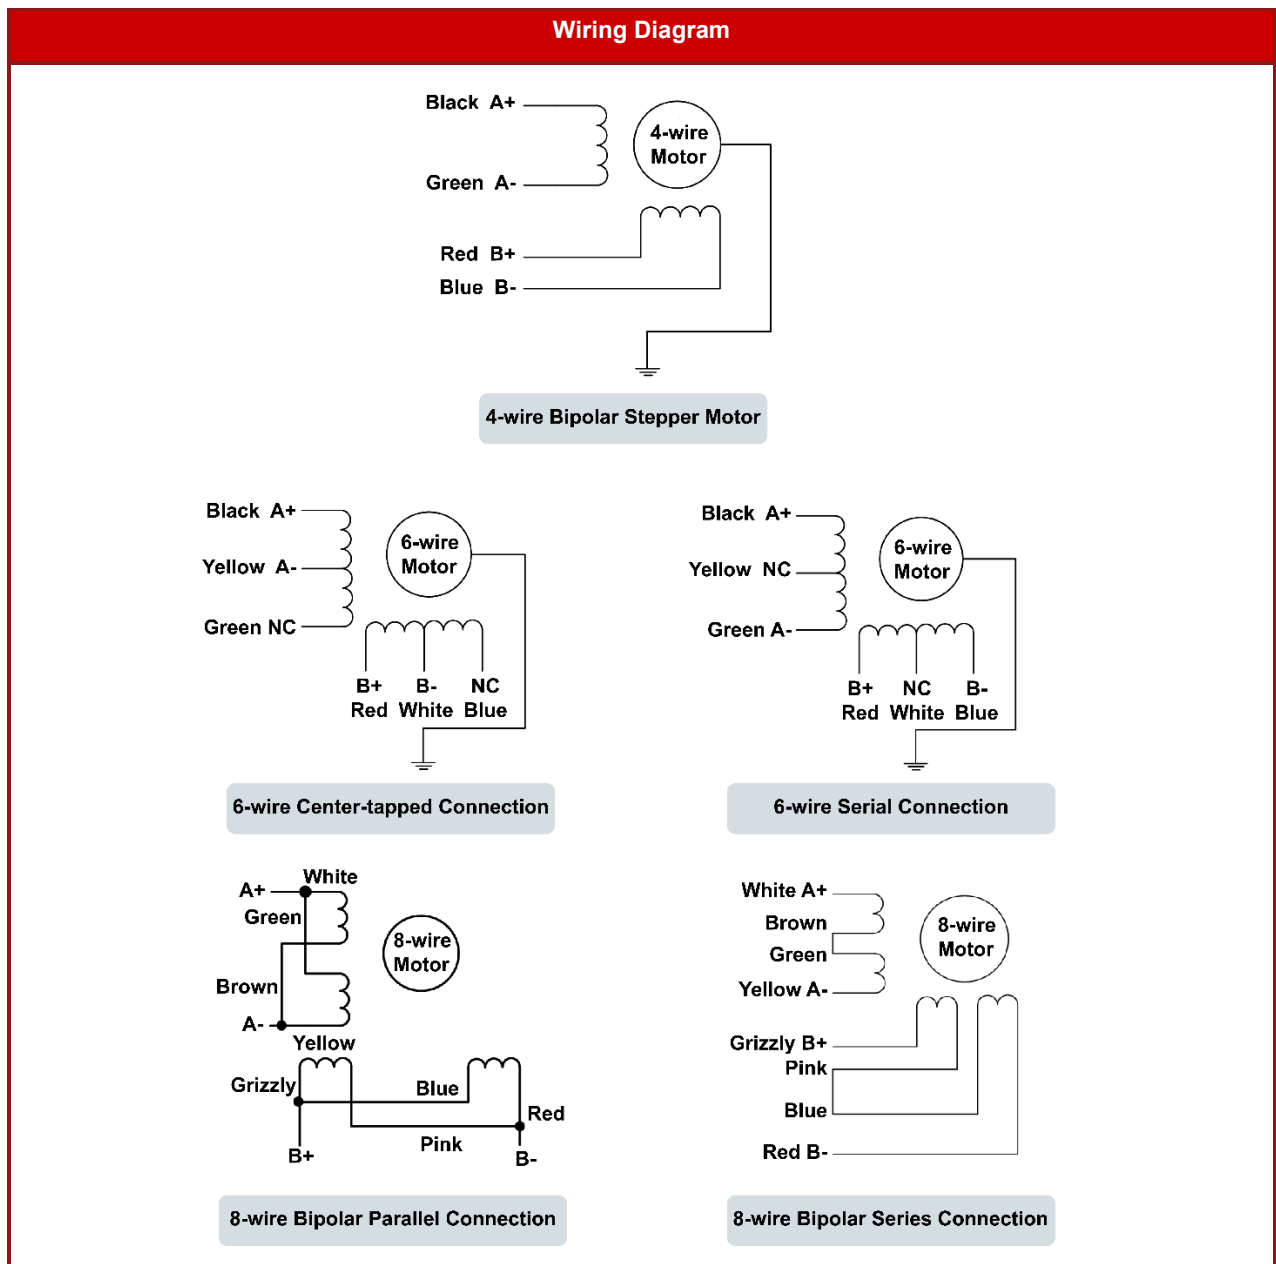 Wiring Diagram
Black A+
4-wire
Motor
Green A-
Red B+
Blue B-
4-wire Bipolar Stepper Motor
Black A+
6-wire
Motor
Yellow A-
Green NC
B+ B- NC
Red White Blue
6-wire Center-tapped Connection
Black A+
6-wire
Motor
Yellow NC
Green A-
B+ NC B-
Red White Blue
6-wire Serial Connection
White
A+
Green
8-wire
Motor
Brown
A-
Yellow
Grizzly
Blue
Red
Pink
B+
B-
8-wire Bipolar Parallel Connection
White A+
Brown
8-wire
Motor
Green
Yellow A-
Grizzly B+
Pink
Blue
Red B-
8-wire Bipolar Series Connection